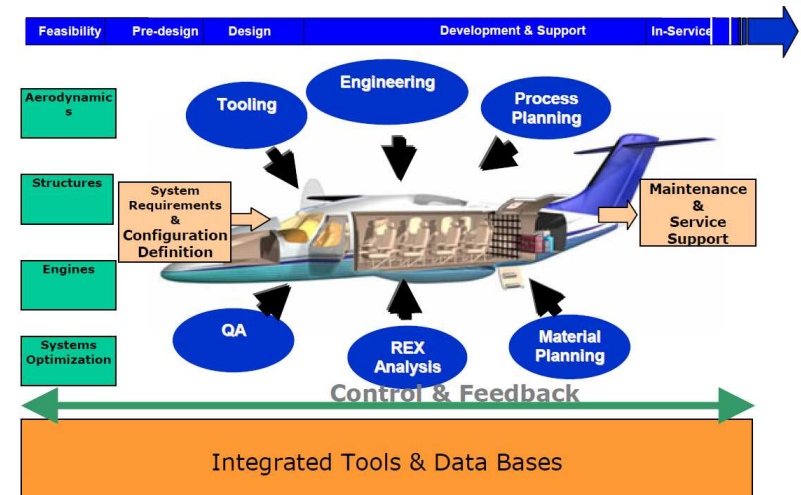 Feasibility Pre-design Design Development & Support In-Service
Aerodynamic
s
Tooling
Engineering
Process
Planning
Structures
System
Requirements
&
Configuration
Definition
Maintenance
&
Service
Support
Engines
QA
REX
Analysis
Material
Planning
Systems
Optimization
Control & Feedback
Integrated Tools & Data Bases